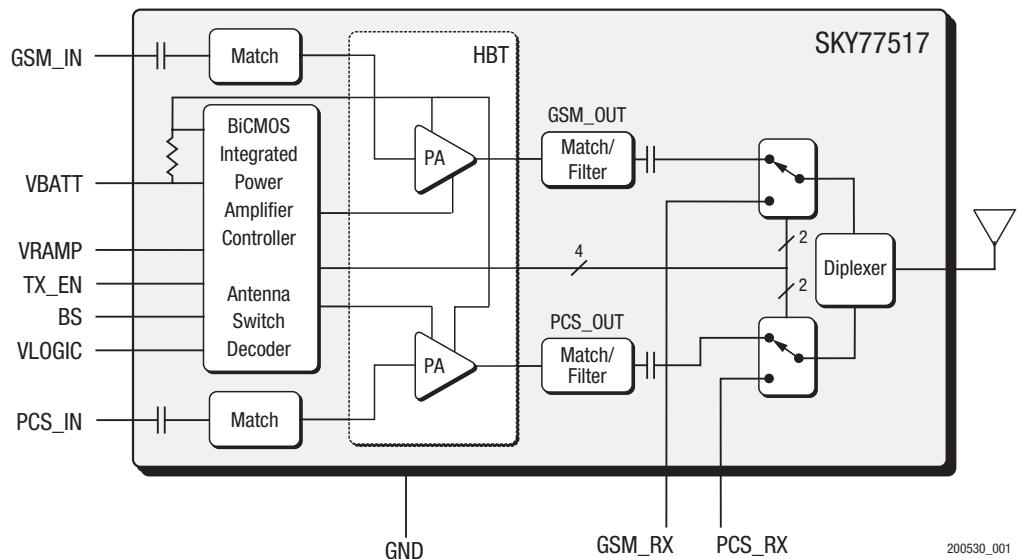 SKY77517
GSM_IN
Match
HBT
GSM_OUT
BiCMOS
Integrated
Power
Amplifier
Controller
Antenna
Switch
Decoder
PA
Match/
Filter
VBATT
VRAMP
TX_EN
BS
VLOGIC
4
2
2
Diplexer
PCS_OUT
PA
Match/
Filter
PCS_IN
Match
GND
GSM_RX
PCS_RX
200530_001